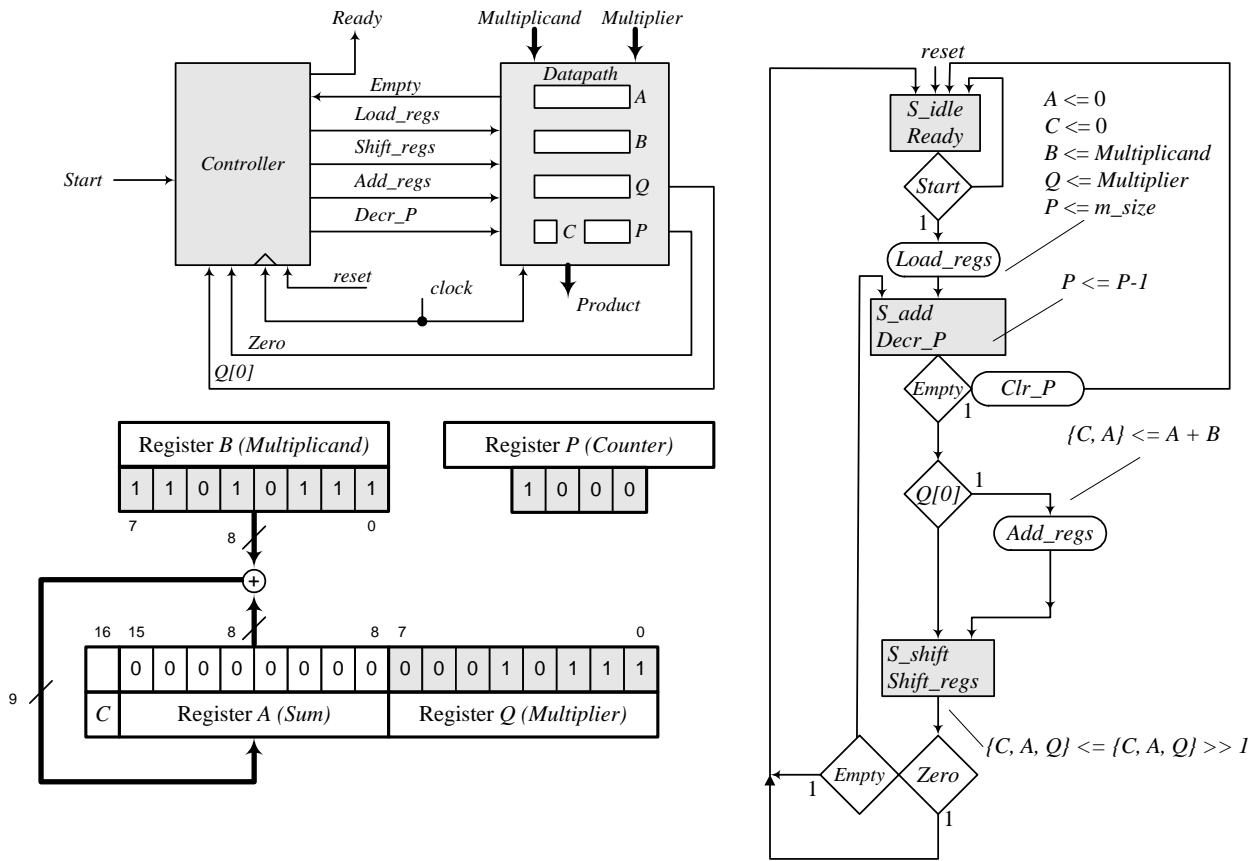 Ready
Multiplicand
Multiplier
Datapath
Empty
A
Load_regs
Shift_regs
B
Controller
Start
Add_regs
Q
Decr_P
C
P
reset
clock
Product
Zero
Q[0]
Register B (Multiplicand)
1 1 0 1 0 1 1 1
7
8
0
Register P (Counter)
1 0 0 0
+
16
15
8
8
7
0
0 0 0 0 0 0 0 0
0 0 0 1 0 1 1 1
9
C
Register A (Sum)
Register Q (Multiplier)
reset
S_idle
Ready
A <= 0
C <= 0
B <= Multiplicand
Q <= Multiplier
P <= m_size
Start
1
Load_regs
P <= P-1
S_add
Decr_P
Empty
1
Clr_P
{C, A} <= A + B
Q[0]
1
Add_regs
S_shift
Shift_regs
{C, A, Q} <= {C, A, Q} >> 1
Empty
1
Zero
1